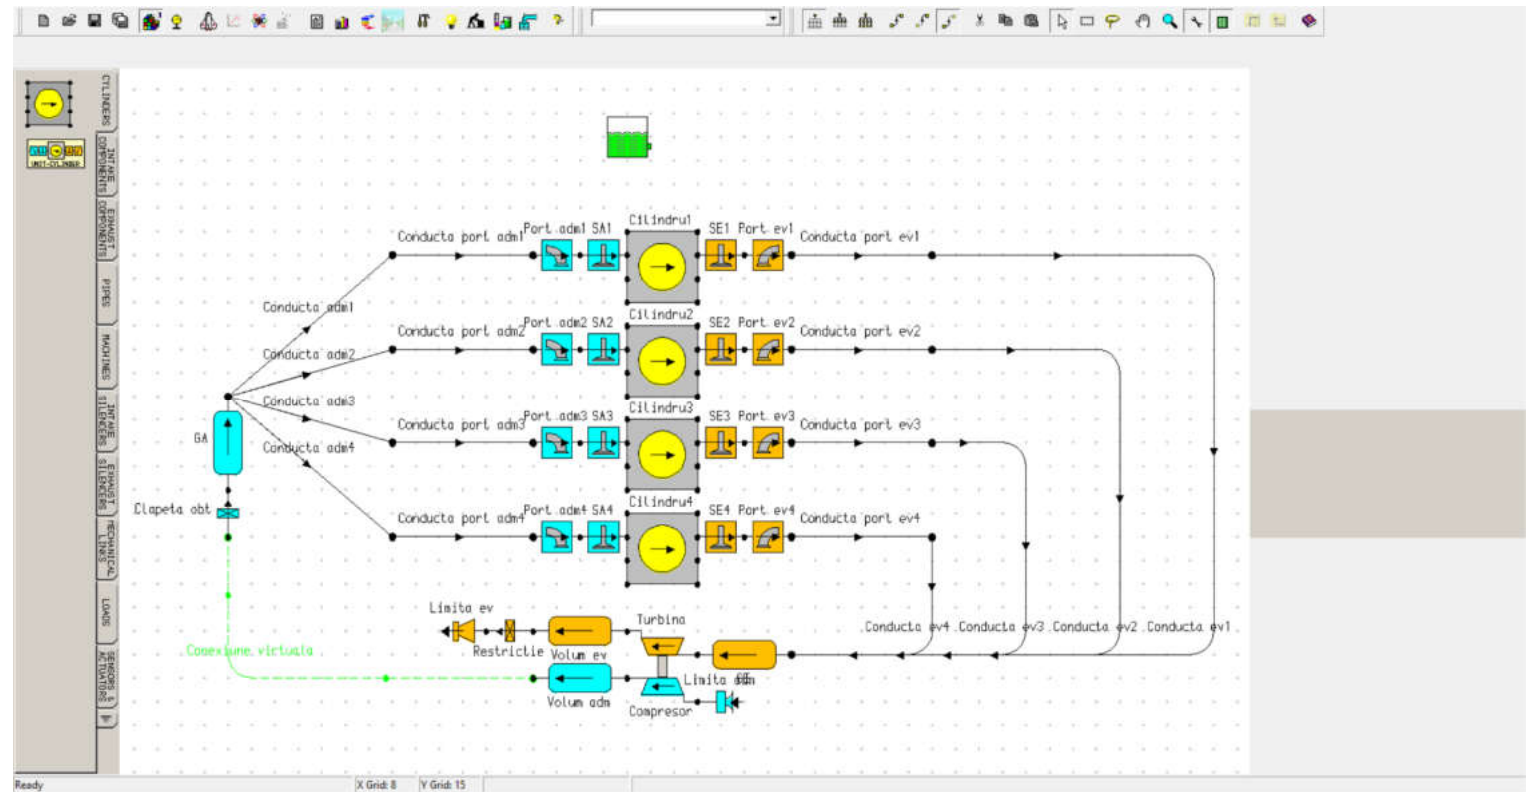 CYLINDERS
UNIT-CYLINDER
INTAKE
COMPONENTS
EXHAUST
COMPONENTS
PIPES
MACHINES
INTAKE
SILENCERS
EXHAUST
SILENCERS
MECHANICAL
LINKS
LOADS
SENSORS &
ACTUATORS
Conducta port adm1
Port adm1
SA1
Cilindru1
SE1
Port ev1
Conducta port ev1
Conducta adm1
Conducta port adm2
Port adm2
SA2
Cilindru2
SE2
Port ev2
Conducta port ev2
Conducta adm2
Conducta adm3
Conducta port adm3
Port adm3
SA3
Cilindru3
SE3
Port ev3
Conducta port ev3
GA
Conducta adm4
Clapeta obt
Conducta port adm4
Port adm4
SA4
Cilindru4
SE4
Port ev4
Conducta port ev4
Limita ev
Turbina
Conducta ev4
Conducta ev3
Conducta ev2
Conducta ev1
Conexiune virtuala
Restrictie
Volum ev
Limita adm
Volum adm
Compresor
Ready
X Grid: 8
Y Grid: 15